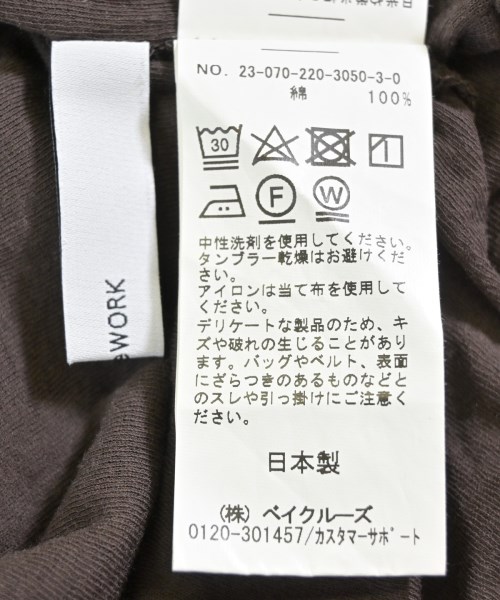 NO. 23-070-220-3050-3-0
綿 100%
30
F
W
中性洗剤を使用してください。
タンブラー乾燥はお避けくだ
さい。
アイロンは当て布を使用して
ください。
デリケートな製品のため、キ
ズや破れの生じることがあり
ます。バッグやベルト、表面
にざらつきのあるものなどと
のスレや引っ掛けにご注意く
ださい。
日本製
(株) ベイクルーズ
0120-301457/カスタマーサポート
eWORK